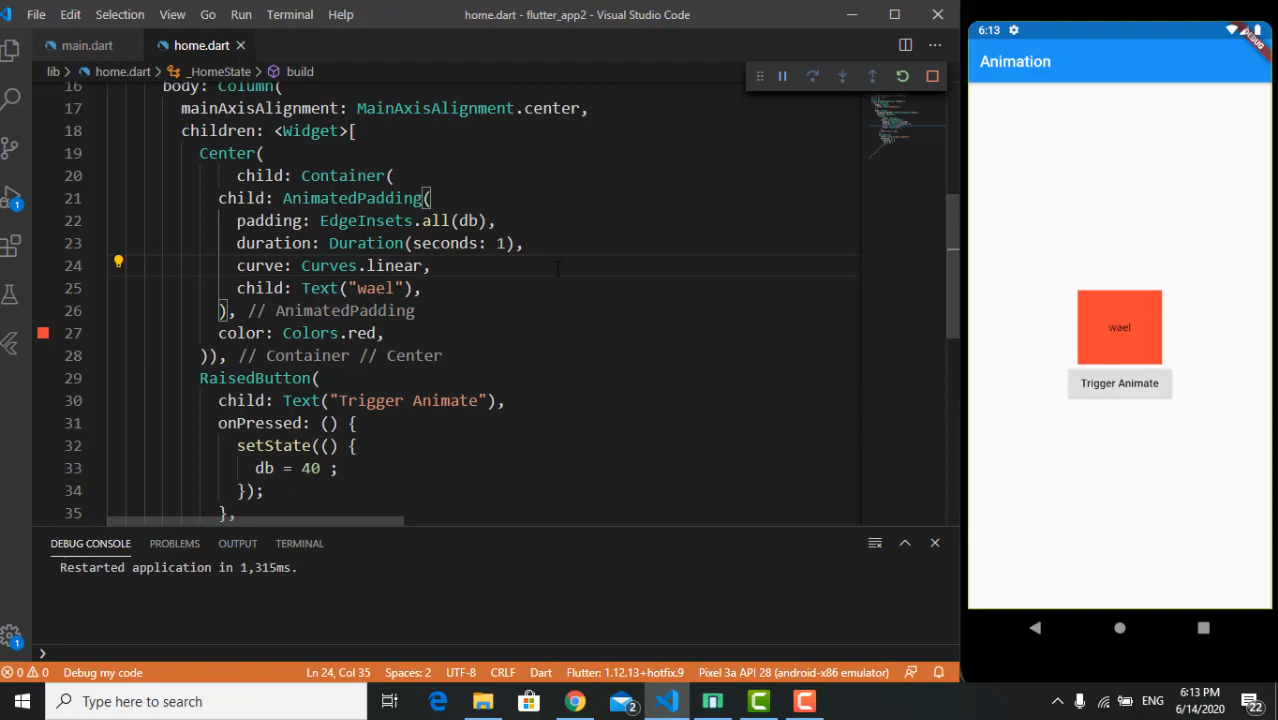 File Edit Selection View Go Run Terminal Help home.dart - flutter_app2 - Visual Studio Code
main.dart home.dart
lib > home.dart > _HomeState > build
16 body: Column(
17 mainAxisAlignment: MainAxisAlignment.center,
18 children: <Widget>[
19 Center(
20 child: Container(
21 child: AnimatedPadding(
22 padding: EdgeInsets.all(db),
23 duration: Duration(seconds: 1),
24 curve: Curves.linear,
25 child: Text("wael"),
26 ), // AnimatedPadding
27 color: Colors.red,
28 )), // Container // Center
29 RaisedButton(
30 child: Text("Trigger Animate"),
31 onPressed: () {
32 setState(() {
33 db = 40 ;
34 });
35 },
DEBUG CONSOLE PROBLEMS OUTPUT TERMINAL
Restarted application in 1,315ms.
1
1
0 0 Debug my code Ln 24, Col 35 Spaces: 2 UTF-8 CRLF Dart Flutter: 1.12.13+hotfix.9 Pixel 3a API 28 (android-x86 emulator)
6:13
DEBUG
Animation
wael
Trigger Animate
Type here to search
2
ENG
6:13 PM
6/14/2020
22